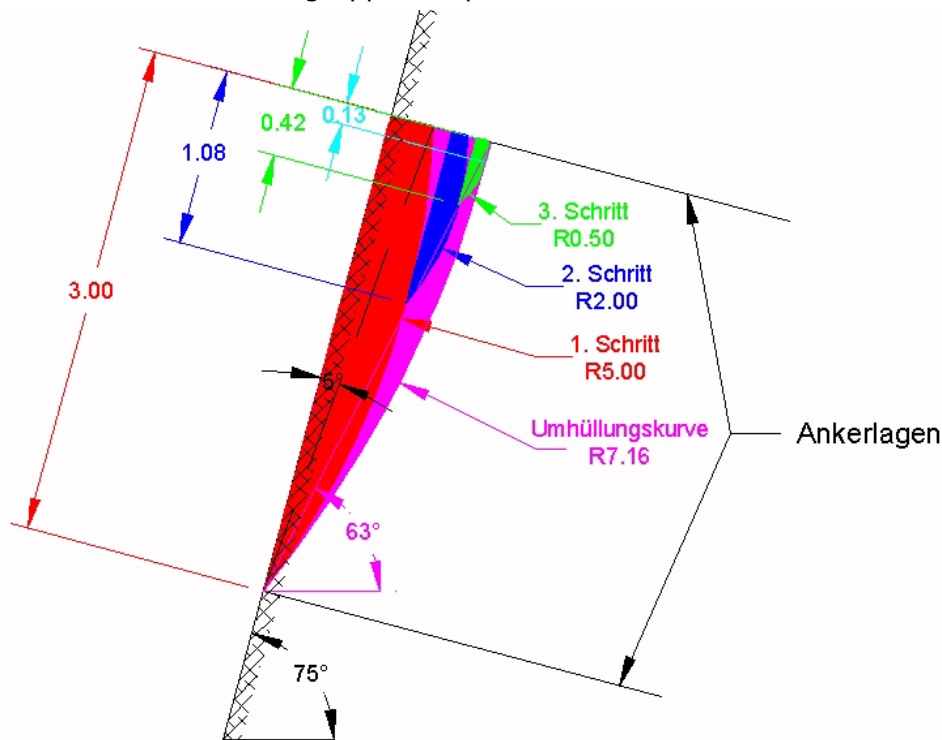 0.42
0.13
1.08
3. Schritt
R0.50
2. Schritt
R2.00
3.00
1. Schritt
R5.00
Umhüllungskurve
R7.16
Ankerlagen
63°
75°